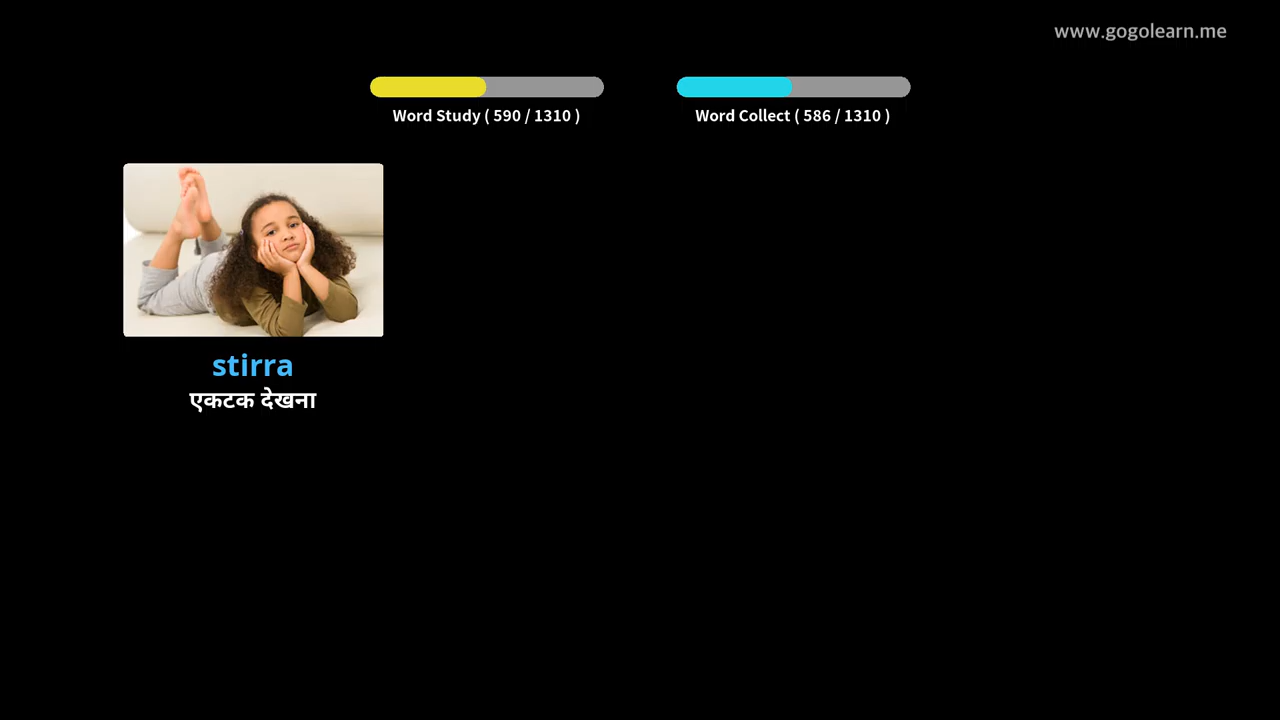 www.gogolearn.me
Word Study ( 590 / 1310 )
Word Collect ( 586 / 1310 )
stirra
एकटक देखना